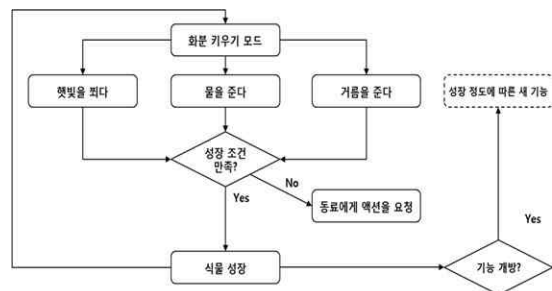 화분 키우기 모드
햇빛을 쬐다
물을 준다
거름을 준다
성장 정도에 따른 새 기능
성장 조건
만족?
No
Yes
동료에게 액션을 요청
Yes
식물 성장
기능 개방?